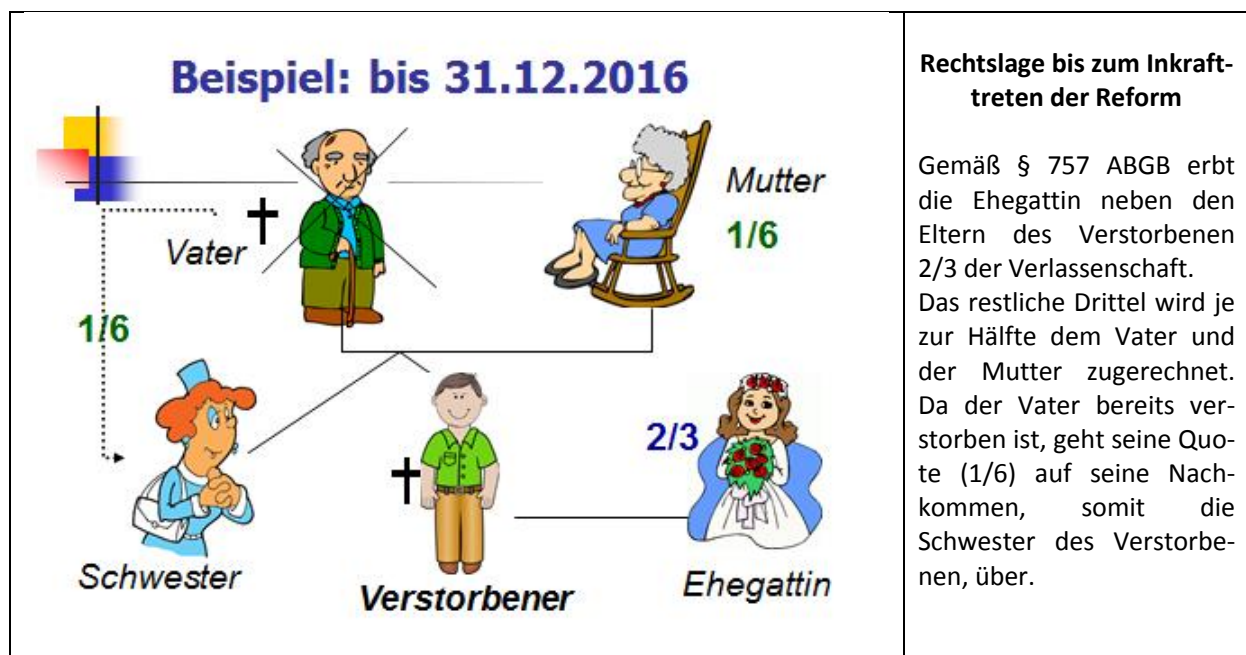 Beispiel: bis 31.12.2016
Vater
Mutter
1/6
1/6
2/3
Schwester
Verstorbener
Ehegattin
Rechtslage bis zum Inkraft-
treten der Reform
Gemäß § 757 ABGB erbt
die Ehegattin neben den
Eltern des Verstorbenen
2/3 der Verlassenschaft.
Das restliche Drittel wird je
zur Hälfte dem Vater und
der Mutter zugerechnet.
Da der Vater bereits ver-
storben ist, geht seine Quo-
te (1/6) auf seine Nach-
kommen, somit die
Schwester des Verstorbe-
nen, über.